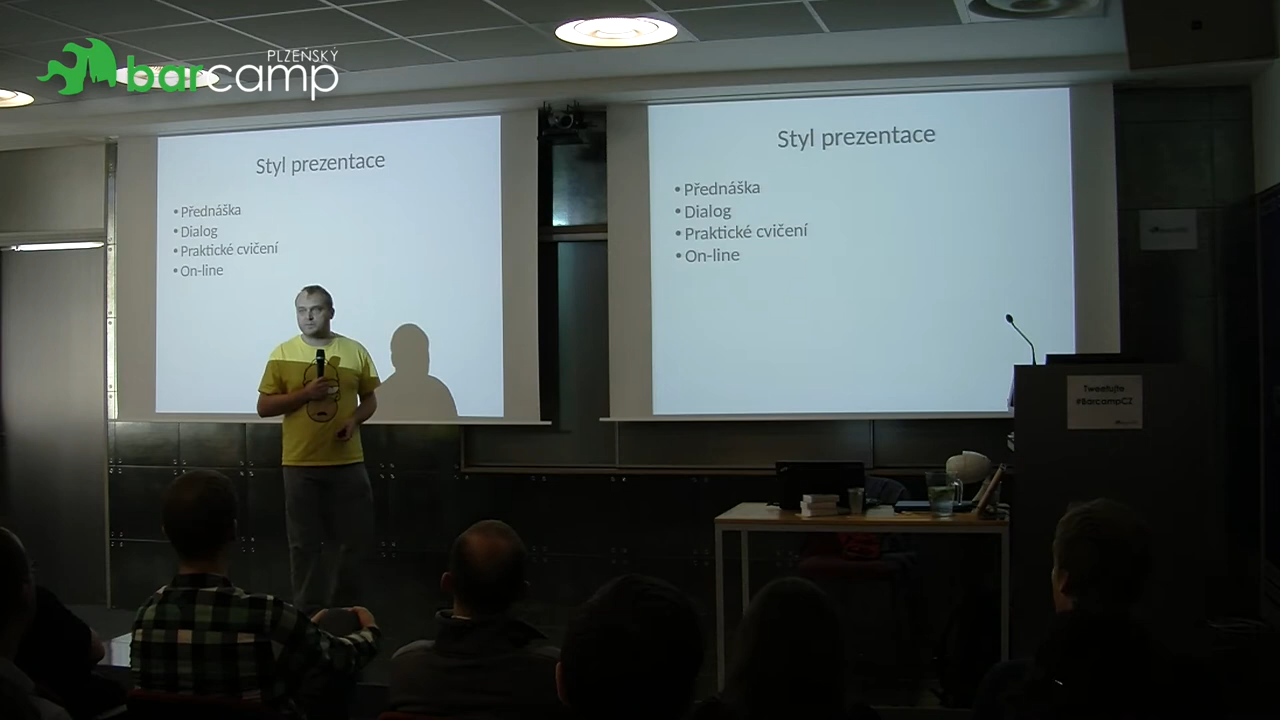 PLZEŇSKÝ
barcamp
Styl prezentace
• Přednáška
• Dialog
• Praktické cvičení
• On-line
Styl prezentace
• Přednáška
• Dialog
• Praktické cvičení
• On-line
Tweetujte
#BarcampCZ